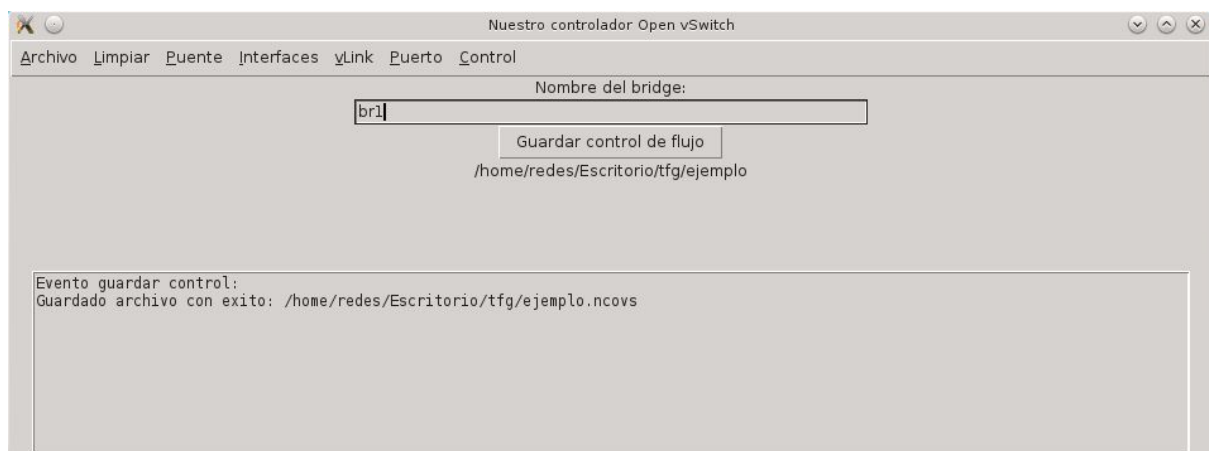 Nuestro controlador Open vSwitch
Archivo Limpiar Puente Interfaces vLink Puerto Control
Nombre del bridge:
br1
Guardar control de flujo
/home/redes/Escritorio/tfg/ejemplo
Evento guardar control:
Guardado archivo con exito: /home/redes/Escritorio/tfg/ejemplo.ncovs